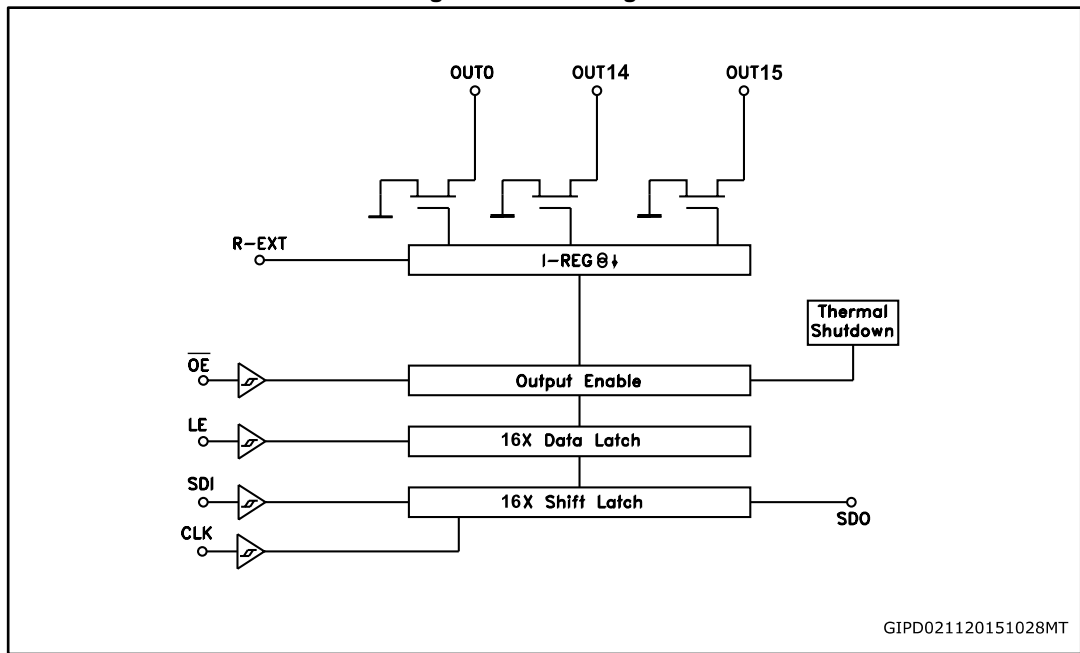 OUT0
OUT14
OUT15
R-EXT
I-REG
Thermal
Shutdown
OE
Output Enable
LE
16X Data Latch
SDI
16X Shift Latch
SDO
CLK
GIPD021120151028MT